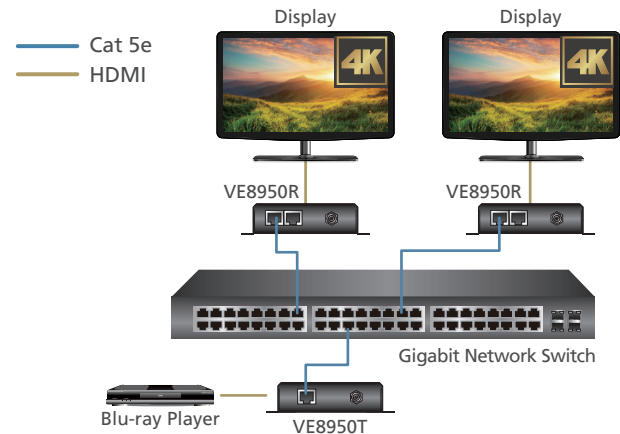 Display
Display
Cat 5e
HDMI
4K
4K
VE8950R
VE8950R
Gigabit Network Switch
Blu-ray Player
VE8950T